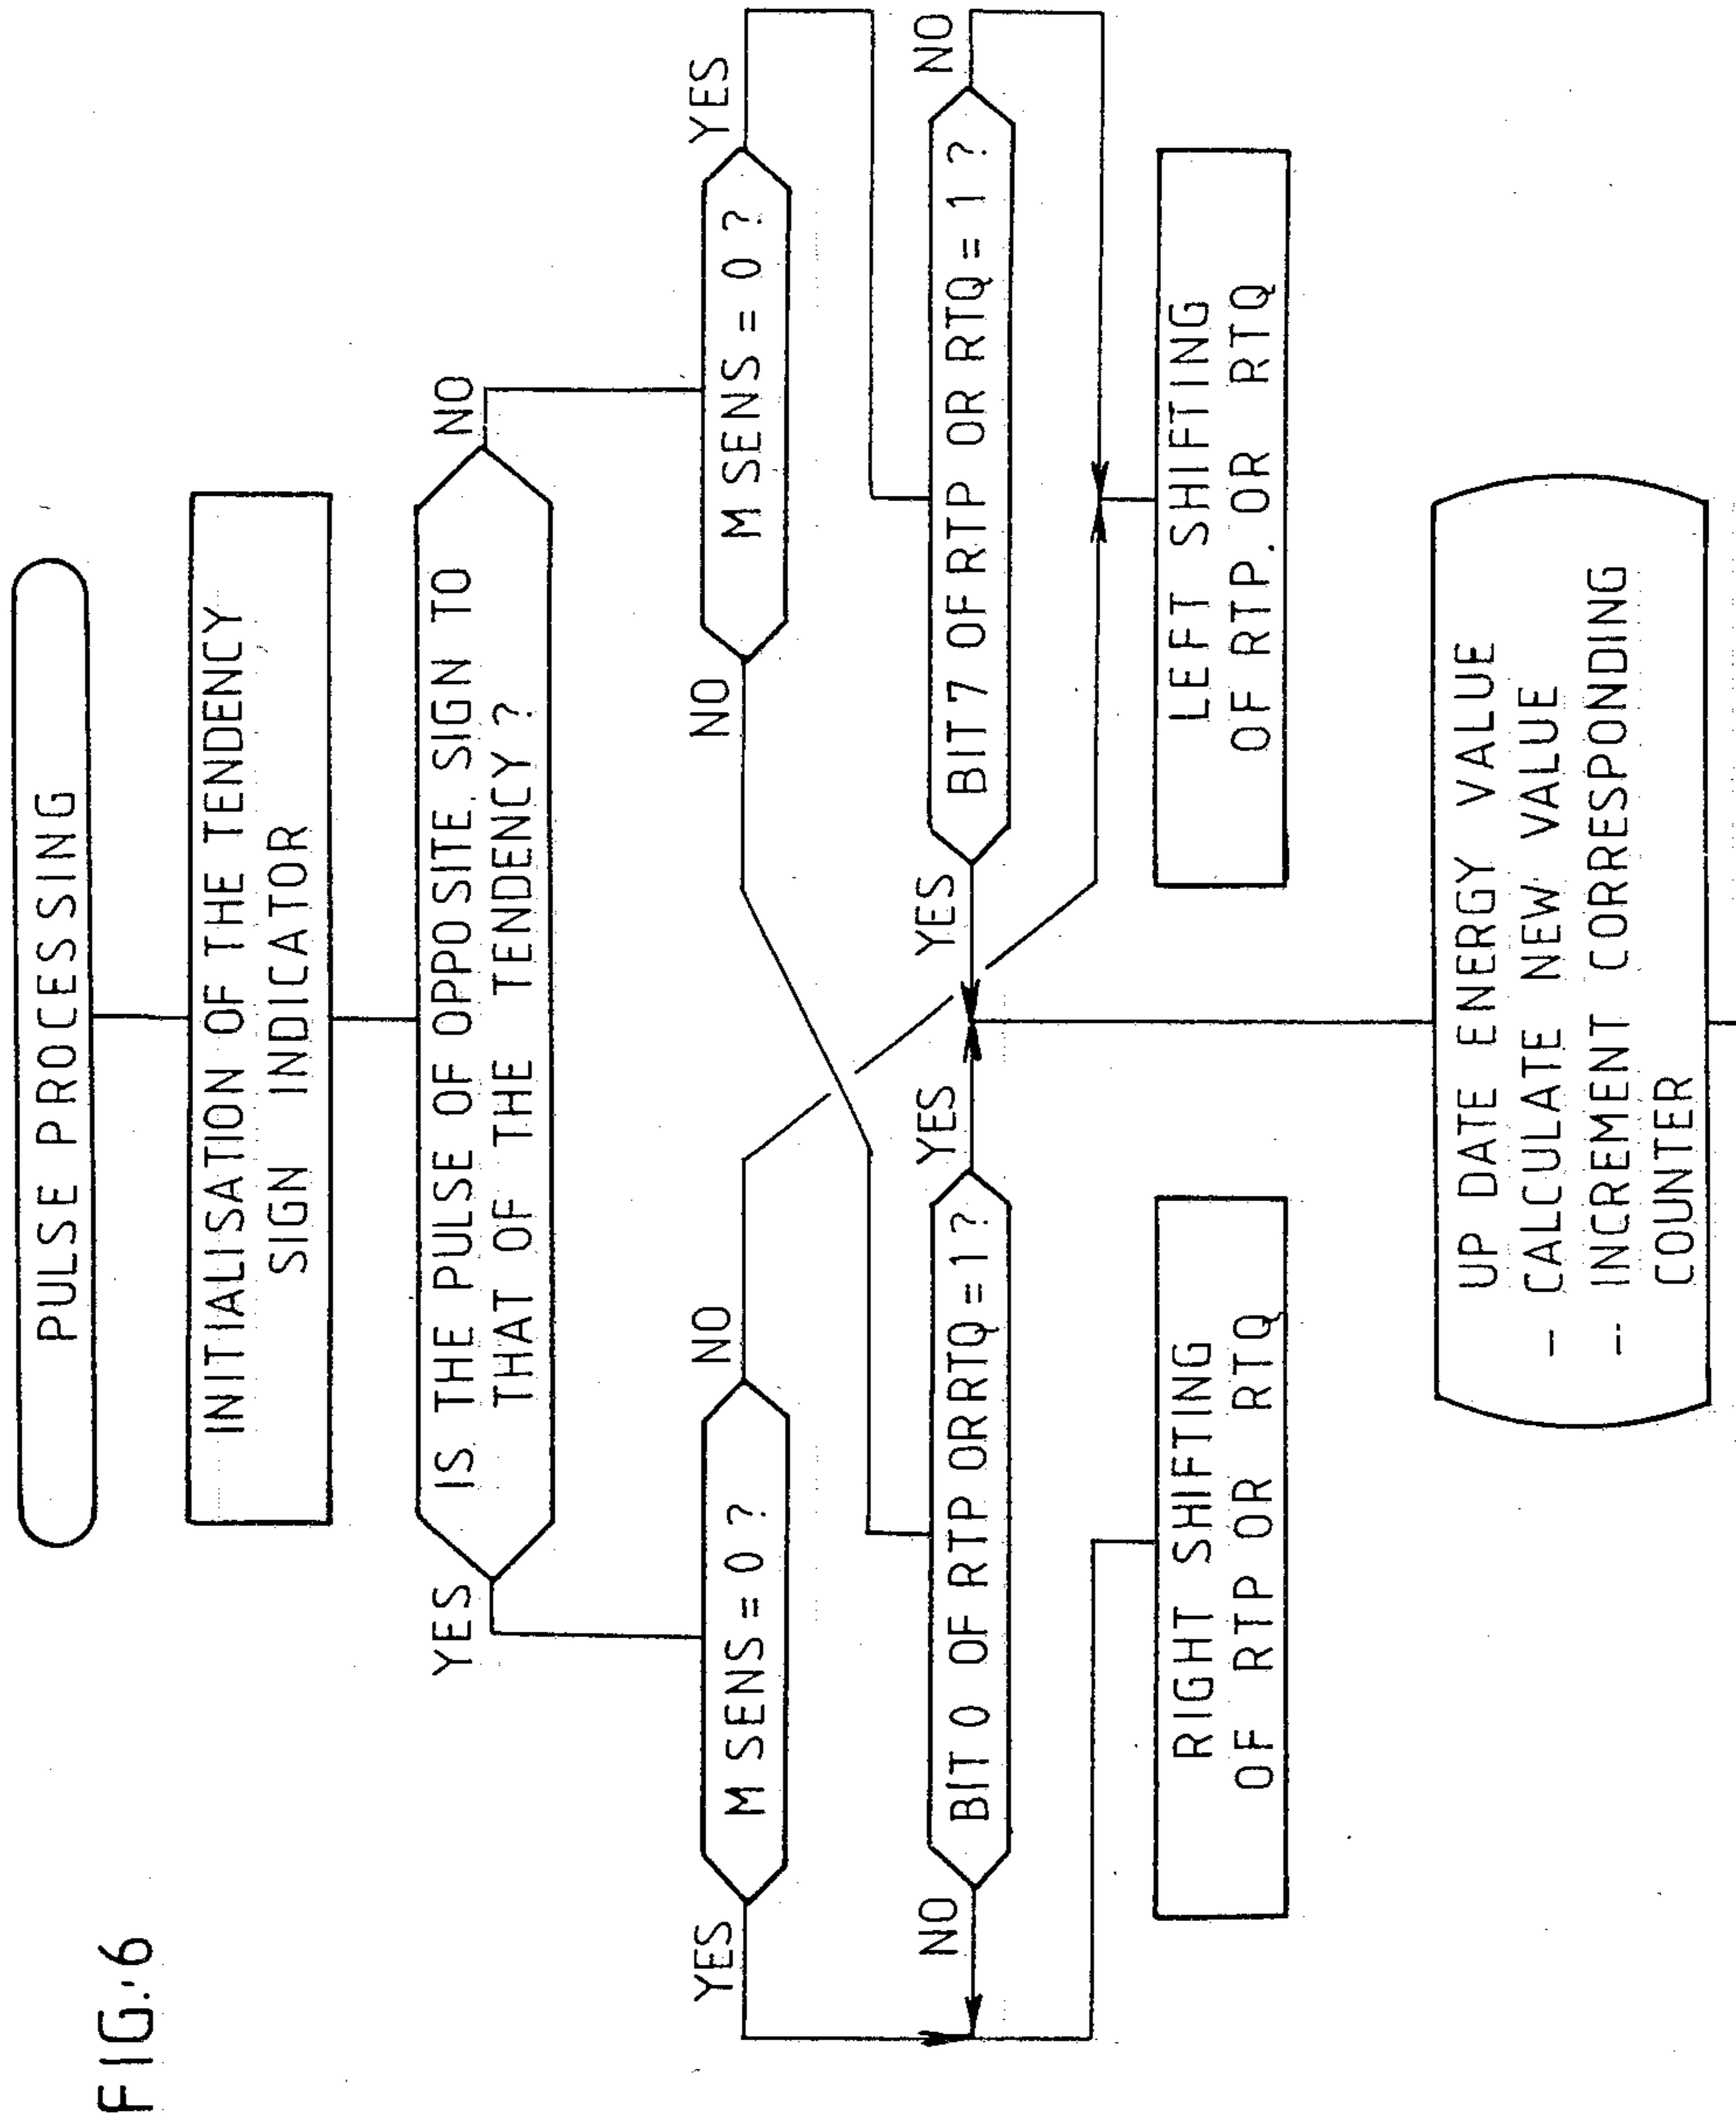 FIG. 6
PULSE PROCESSING
INITIALISATION OF THE TENDENCY
SIGN INDICATOR
IS THE PULSE OF OPPOSITE SIGN TO
THAT OF THE TENDENCY ?
YES
NO
M SENS = 0 ?
YES
NO
M SENS = 0 ?
NO
YES
BIT 0 OF RTP OR RTQ = 1 ?
NO
YES
BIT 7 OF RTP OR RTQ = 1 ?
YES
NO
RIGHT SHIFTING
OF RTP OR RTQ
LEFT SHIFTING
OF RTP OR RTQ
UP DATE ENERGY VALUE
- CALCULATE NEW VALUE
- INCREMENT CORRESPONDING
COUNTER